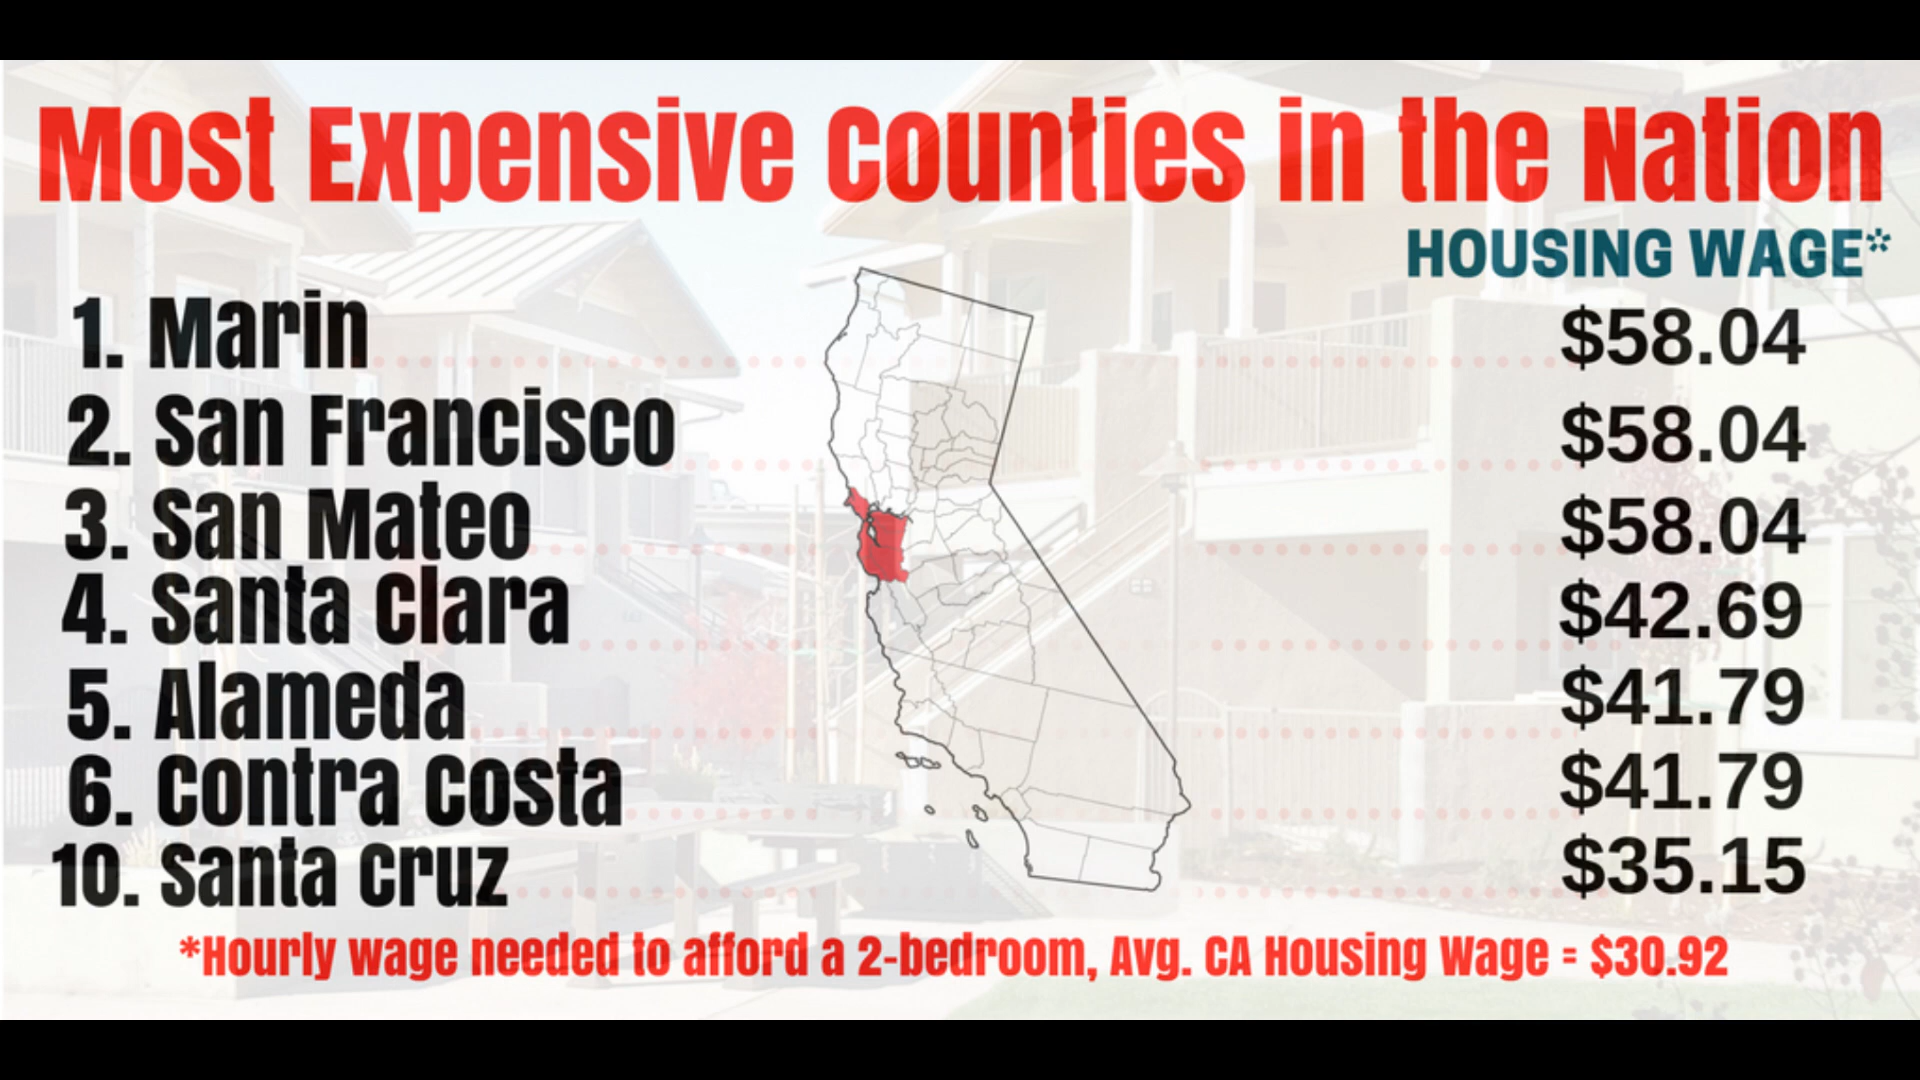 Most Expensive Counties in the Nation
HOUSING WAGE*
1. Marin $58.04
2. San Francisco $58.04
3. San Mateo $58.04
4. Santa Clara $42.69
5. Alameda $41.79
6. Contra Costa $41.79
10. Santa Cruz $35.15
*Hourly wage needed to afford a 2-bedroom, Avg. CA Housing Wage = $30.92